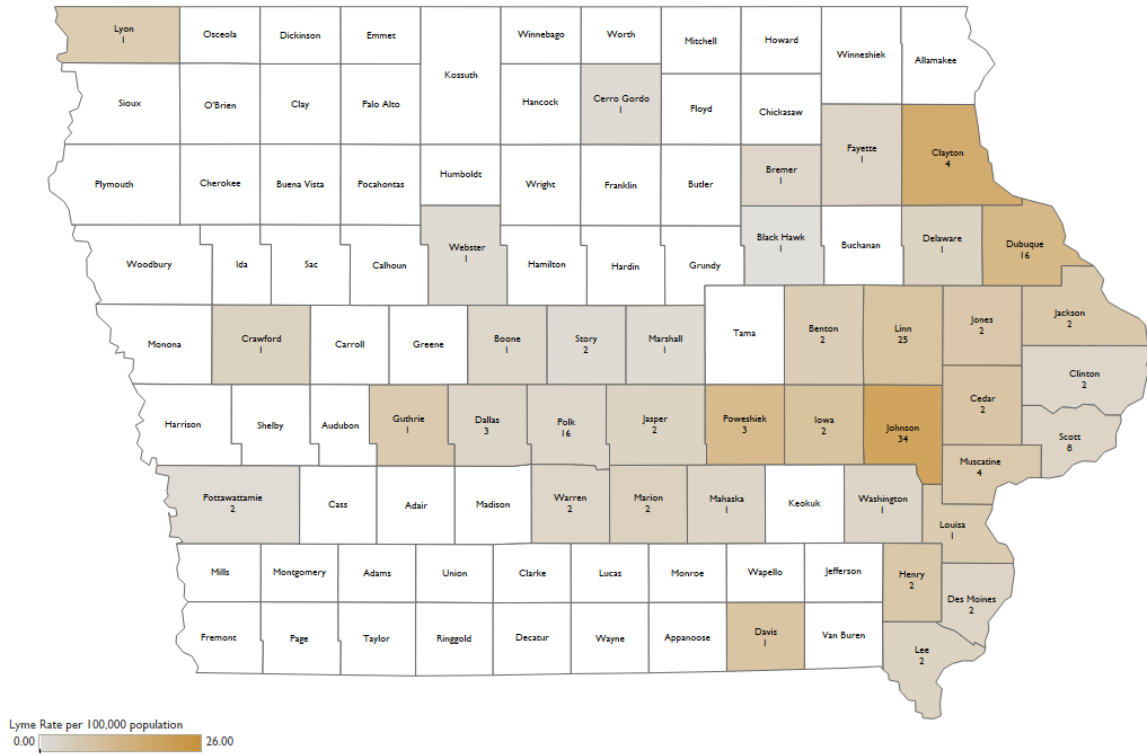 Lyon
1
Osceola
Dickinson
Emmet
Kossuth
Winnebago
Worth
Mitchell
Howard
Winneshiek
Allamakee
Sioux
O'Brien
Clay
Palo Alto
Hancock
Cerro Gordo
1
Floyd
Chickasaw
Fayette
1
Clayton
4
Plymouth
Cherokee
Buena Vista
Pocahontas
Humboldt
Wright
Franklin
Butler
Bremer
1
Webster
1
Black Hawk
1
Buchanan
Delaware
1
Dubuque
16
Woodbury
Ida
Sac
Calhoun
Hamilton
Hardin
Grundy
Monona
Crawford
1
Carroll
Greene
Boone
1
Story
2
Marshall
1
Tama
Benton
2
Linn
25
Jones
2
Jackson
2
Clinton
2
Harrison
Shelby
Audubon
Guthrie
1
Dallas
3
Polk
16
Jasper
2
Poweshiek
3
Iowa
2
Johnson
34
Cedar
2
Scott
8
Muscatine
4
Pottawattamie
2
Cass
Adair
Madison
Warren
2
Marion
2
Mahaska
1
Keokuk
Washington
1
Louisa
1
Mills
Montgomery
Adams
Union
Clarke
Lucas
Monroe
Wapello
Jefferson
Henry
2
Des Moines
2
Fremont
Page
Taylor
Ringgold
Decatur
Wayne
Appanoose
Davis
1
Van Buren
Lee
2
Lyme Rate per 100,000 population
0.00 26.00